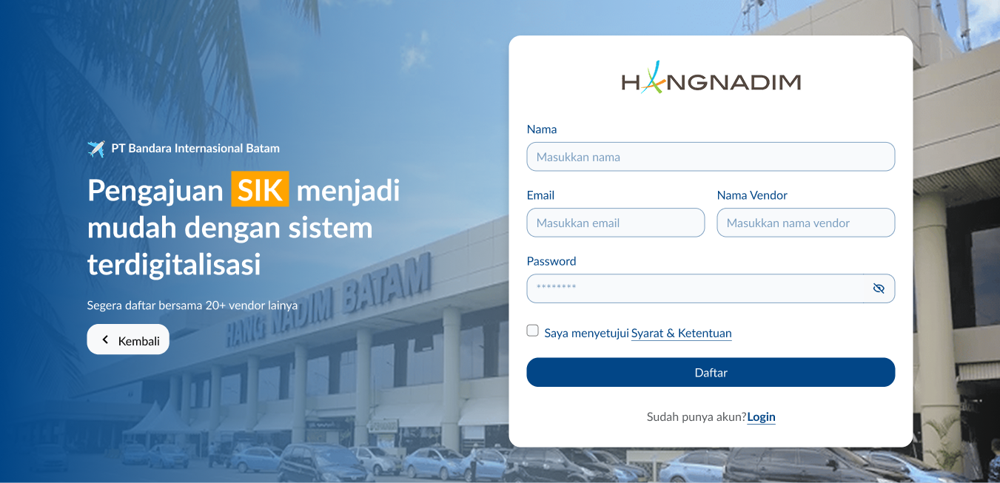 PT Bandara Internasional Batam
Pengajuan SIK menjadi
mudah dengan sistem
terdigitalisasi
Segera daftar bersama 20+ vendor lainya
Kembali
HANG NADIM BATAM
HANGNADIM
Nama
Masukkan nama
Email
Masukkan email
Nama Vendor
Masukkan nama vendor
Password
********
Saya menyetujui Syarat & Ketentuan
Daftar
Sudah punya akun?Login